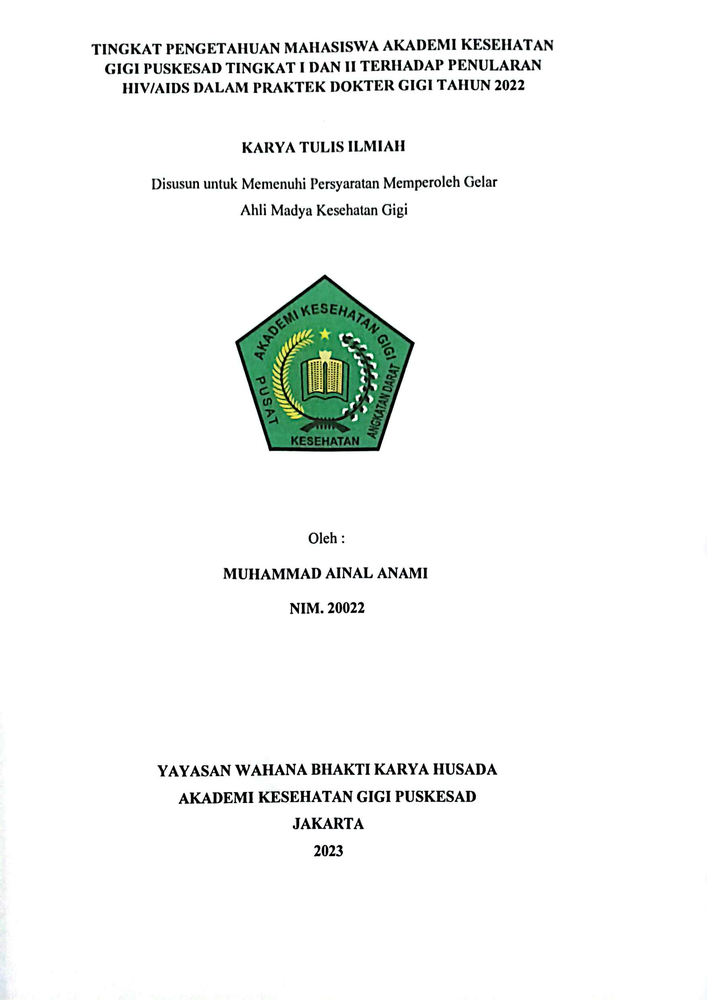 TINGKAT PENGETAHUAN MAHASISWA AKADEMI KESEHATAN
GIGI PUSKESAD TINGKAT I DAN II TERHADAP PENULARAN
HIV/AIDS DALAM PRAKTEK DOKTER GIGI TAHUN 2022
KARYA TULIS ILMIAH
Disusun untuk Memenuhi Persyaratan Memperoleh Gelar
Ahli Madya Kesehatan Gigi
AKADEMI KESEHATAN GIGI
PUSAT
KESEHATAN
ANGKATAN DARAT
Oleh :
MUHAMMAD AINAL ANAMI
NIM. 20022
YAYASAN WAHANA BHAKTI KARYA HUSADA
AKADEMI KESEHATAN GIGI PUSKESAD
JAKARTA
2023